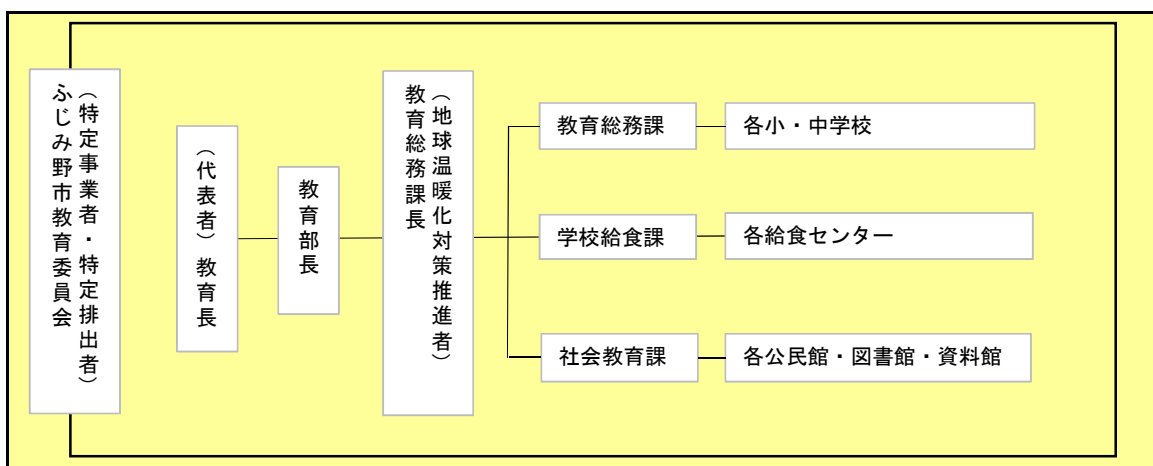 （特定事業者・特定排出者）
ふじみ野市教育委員会
（代表者）教育長
教育部長
（地球温暖化対策推進者）
教育総務課長
教育総務課
各小・中学校
学校給食課
各給食センター
社会教育課
各公民館・図書館・資料館